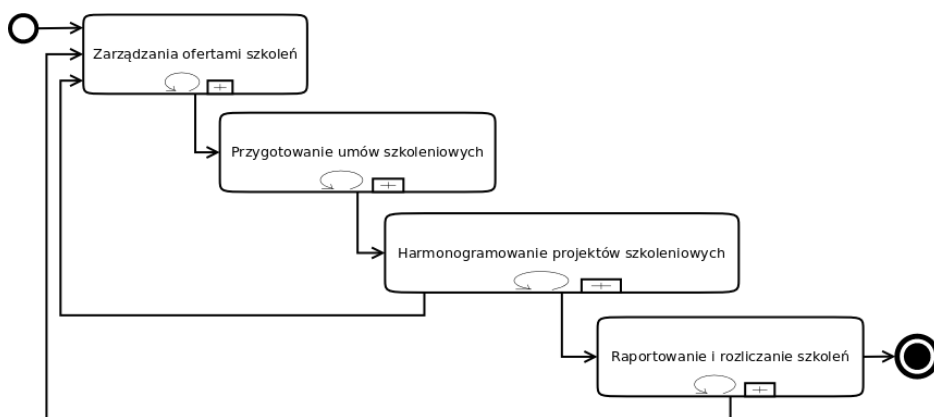 Zarządzania ofertami szkoleń
Przygotowanie umów szkoleniowych
Harmonogramowanie projektów szkoleniowych
Raportowanie i rozliczanie szkoleń